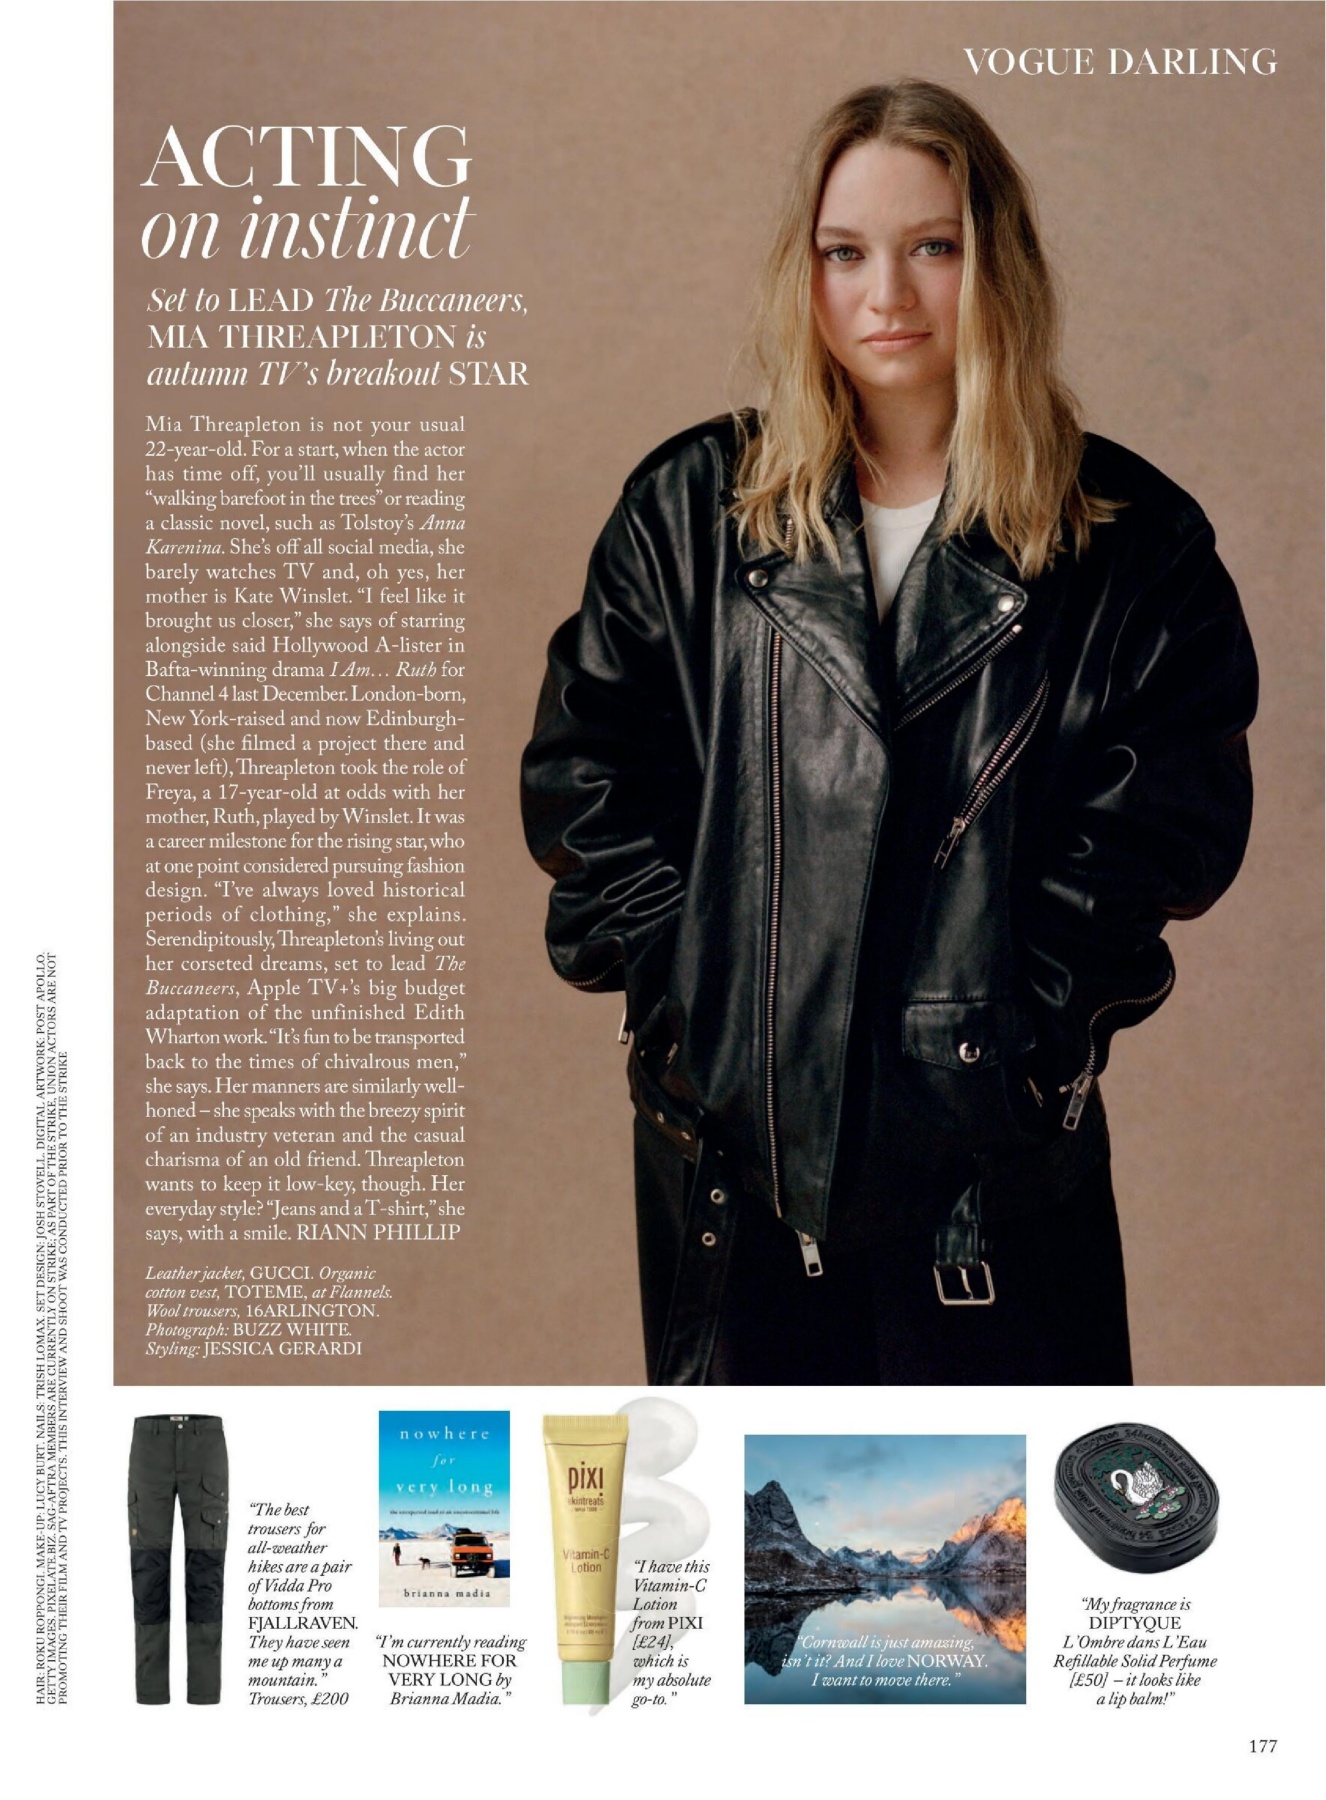 VOGUE DARLING
ACTING
on instinct
Set to LEAD The Buccaneers,
MIA THREAPLETON is
autumn TV's breakout STAR
Mia Threapleton is not your usual
22-year-old. For a start, when the actor
has time off, you'll usually find her
“walking barefoot in the trees” or reading
a classic novel, such as Tolstoy's Anna
Karenina. She's off all social media, she
barely watches TV and, oh yes, her
mother is Kate Winslet. “I feel like it
brought us closer,” she says of starring
alongside said Hollywood A-lister in
Bafta-winning drama I Am… Ruth for
Channel 4 last December. London-born,
New York-raised and now Edinburgh-
based (she filmed a project there and
never left), Threapleton took the role of
Freya, a 17-year-old at odds with her
mother, Ruth, played by Winslet. It was
a career milestone for the rising star, who
at one point considered pursuing fashion
design. “I've always loved historical
periods of clothing,” she explains.
Serendipitously, Threapleton's living out
her corseted dreams, set to lead The
Buccaneers, Apple TV+'s big budget
adaptation of the unfinished Edith
Wharton work. “It's fun to be transported
back to the times of chivalrous men,”
she says. Her manners are similarly well-
honed – she speaks with the breezy spirit
of an industry veteran and the casual
charisma of an old friend. Threapleton
wants to keep it low-key, though. Her
everyday style? “Jeans and a T-shirt,” she
says, with a smile. RIANN PHILLIP
Leather jacket, GUCCI. Organic
cotton vest, TOTEME, at Flannels.
Wool trousers, 16ARLINGTON.
Photograph: BUZZ WHITE.
Styling: JESSICA GERARDI
HAIR: ROKU ROPPONGI. MAKE-UP: LUCY BURT. NAILS: TRISH LOMAX. SET DESIGN: JOSH STOVELL. DIGITAL ARTWORK: POST APOLLO.
GETTY IMAGES. PIXELATE.BIZ. SAG-AFTRA MEMBERS ARE CURRENTLY ON STRIKE. AS PART OF THE STRIKE, UNION ACTORS ARE NOT
PROMOTING THEIR FILM AND TV PROJECTS. THIS INTERVIEW AND SHOOT WAS CONDUCTED PRIOR TO THE STRIKE
“The best
trousers for
all-weather
hikes are a pair
of Vidda Pro
bottoms from
FJALLRAVEN.
They have seen
me up many a
mountain.”
Trousers, £200
nowhere
for
very long
the unexpected road to an unconventional life
brianna madia
“I'm currently reading
NOWHERE FOR
VERY LONG by
Brianna Madia.”
pixi
skintreats
Vitamin-C
Lotion
“I have this
Vitamin-C
Lotion
from PIXI
[£24],
which is
my absolute
go-to.”
“Cornwall is just amazing,
isn't it? And I love NORWAY.
I want to move there.”
diptyque 34 boulevard saint germain
“My fragrance is
DIPTYQUE
L'Ombre dans L'Eau
Refillable Solid Perfume
[£50] – it looks like
a lip balm!”
177